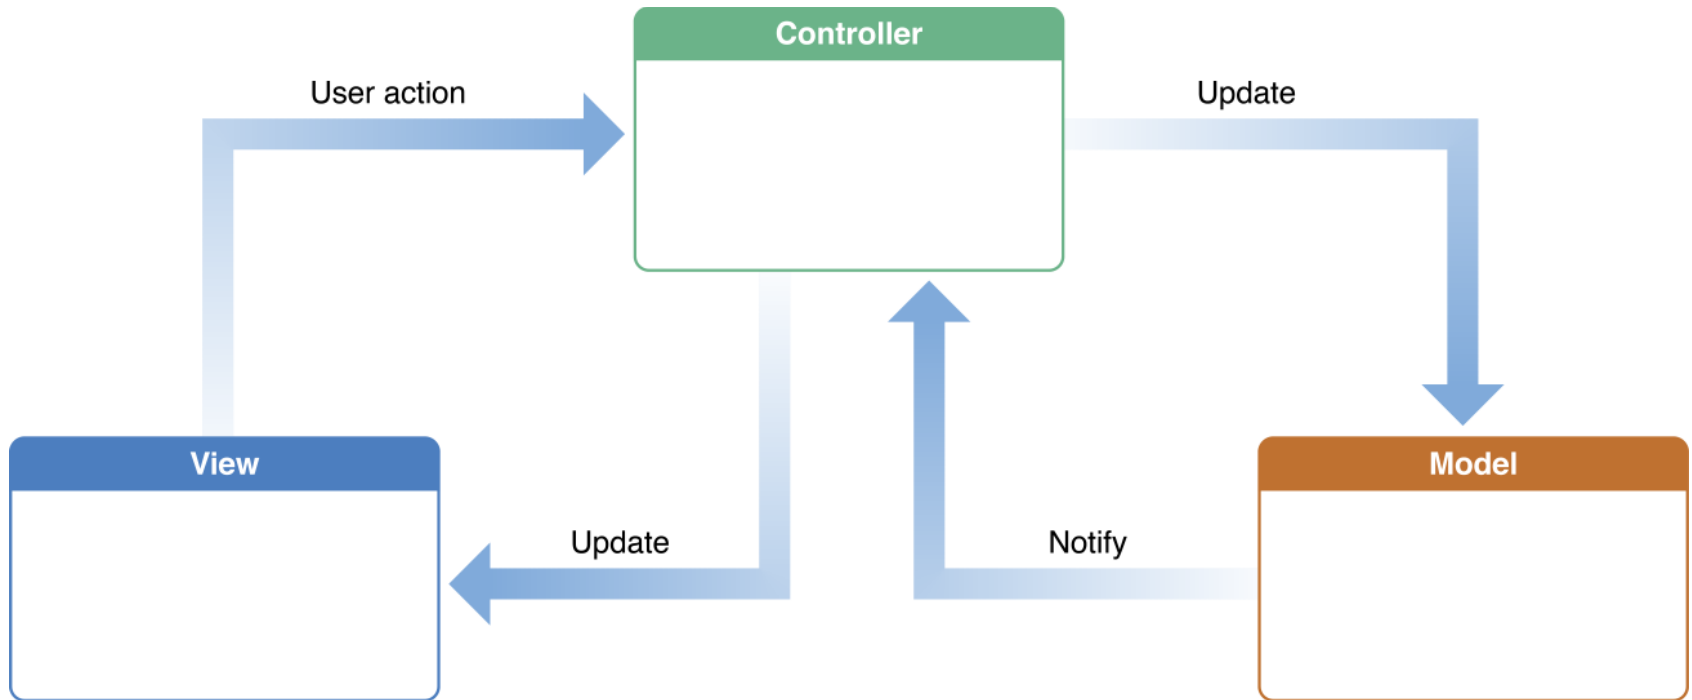 Controller
User action
Update
View
Model
Update
Notify